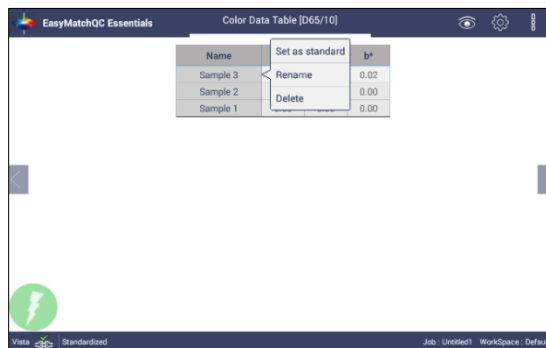 EasyMatchQC Essentials
Color Data Table [D65/10]
Name b*
Set as standard
Sample 3 Rename 0.02
Sample 2 0.00
Delete
Sample 1 0.00
Vista Standardized Job : Untitled1 WorkSpace : Defau